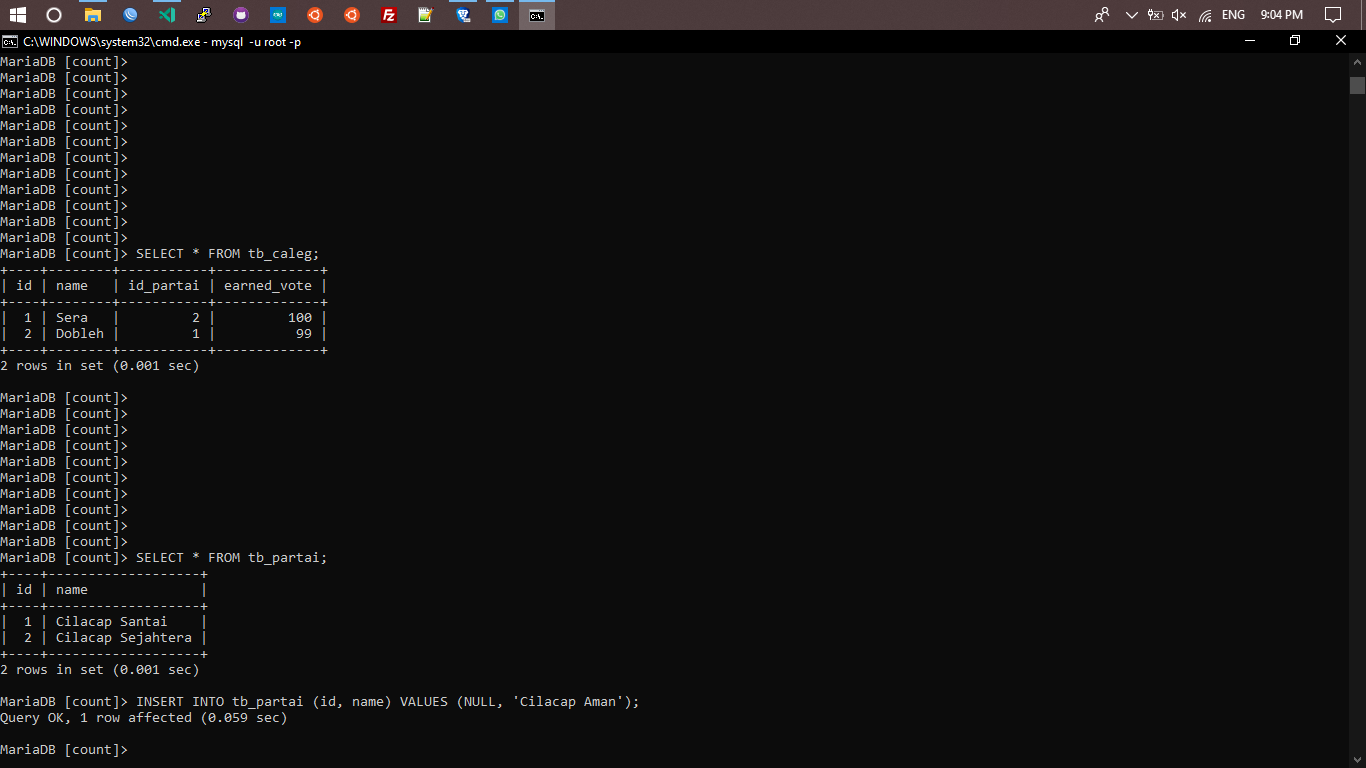 ENG 9:04 PM
C:\WINDOWS\system32\cmd.exe - mysql  -u root -p
MariaDB [count]>
MariaDB [count]>
MariaDB [count]>
MariaDB [count]>
MariaDB [count]>
MariaDB [count]>
MariaDB [count]>
MariaDB [count]>
MariaDB [count]>
MariaDB [count]>
MariaDB [count]>
MariaDB [count]>
MariaDB [count]> SELECT * FROM tb_caleg;
+----+--------+-----------+-------------+
| id | name   | id_partai | earned_vote |
+----+--------+-----------+-------------+
|  1 | Sera   |         2 |         100 |
|  2 | Dobleh |         1 |          99 |
+----+--------+-----------+-------------+
2 rows in set (0.001 sec)
MariaDB [count]>
MariaDB [count]>
MariaDB [count]>
MariaDB [count]>
MariaDB [count]>
MariaDB [count]>
MariaDB [count]>
MariaDB [count]>
MariaDB [count]>
MariaDB [count]>
MariaDB [count]> SELECT * FROM tb_partai;
+----+-------------------+
| id | name              |
+----+-------------------+
|  1 | Cilacap Santai    |
|  2 | Cilacap Sejahtera |
+----+-------------------+
2 rows in set (0.001 sec)
MariaDB [count]> INSERT INTO tb_partai (id, name) VALUES (NULL, 'Cilacap Aman');
Query OK, 1 row affected (0.059 sec)
MariaDB [count]>